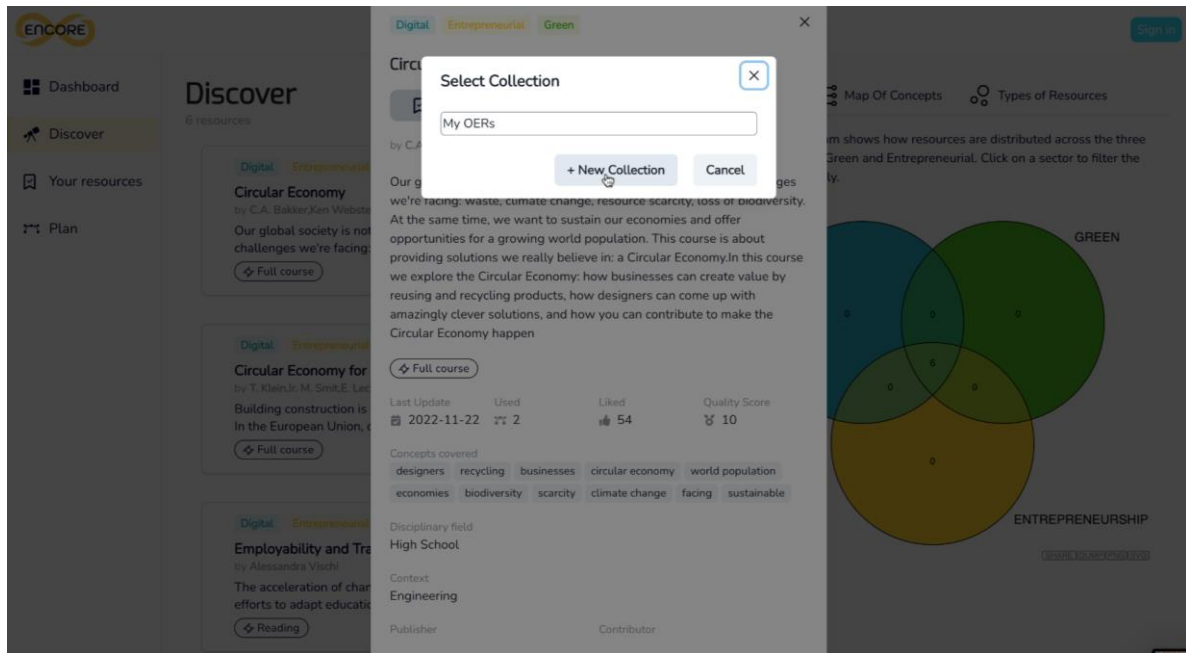 ENCORE
Sign in
Dashboard
Discover
Your resources
Plan
Discover
6 resources
Digital Entrepreneurial
Circular Economy
by C.A. Bakker,Ken Webste
Our global society is not
challenges we're facing:
Full course
Digital Entrepreneurial
Circular Economy for
by T. Klein,Ir. M. Smit,E. Lec
Building construction is
In the European Union, c
Full course
Digital Entrepreneurial
Employability and Tra
by Alessandra Vischi
The acceleration of chan
efforts to adapt educatio
Reading
Digital Entrepreneurial Green
Circu
by C.A
Select Collection
My OERs
+ New Collection
Cancel
Our g
ges
we're facing: waste, climate change, resource scarcity, loss of biodiversity.
At the same time, we want to sustain our economies and offer
opportunities for a growing world population. This course is about
providing solutions we really believe in: a Circular Economy.In this course
we explore the Circular Economy: how businesses can create value by
reusing and recycling products, how designers can come up with
amazingly clever solutions, and how you can contribute to make the
Circular Economy happen
Full course
Last Update Used Liked Quality Score
2022-11-22 2 54 10
Concepts covered
designers recycling businesses circular economy world population
economies biodiversity scarcity climate change facing sustainable
Disciplinary field
High School
Context
Engineering
Publisher Contributor
Map Of Concepts Types of Resources
m shows how resources are distributed across the three
Green and Entrepreneurial. Click on a sector to filter the
ly.
GREEN
0 0 0
6
0 0
0
ENTREPRENEURSHIP